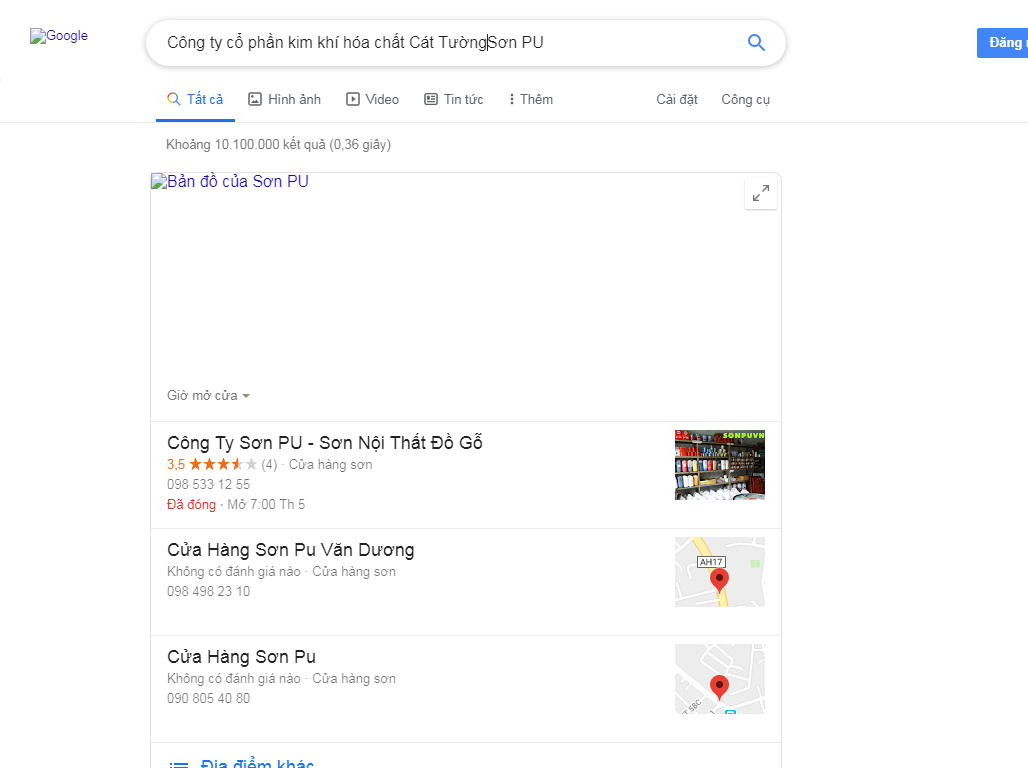 Google
Công ty cổ phần kim khí hóa chất Cát TườngSơn PU
Đăng
Tất cả
Hình ảnh
Video
Tin tức
Thêm
Cài đặt
Công cụ
Khoảng 10.100.000 kết quả (0,36 giây)
Bản đồ của Sơn PU
Giờ mở cửa
Công Ty Sơn PU - Sơn Nội Thất Đồ Gỗ
3,5 (4) · Cửa hàng sơn
098 533 12 55
Đã đóng · Mở 7:00 Th 5
SONPUVN
Cửa Hàng Sơn Pu Văn Dương
Không có đánh giá nào · Cửa hàng sơn
098 498 23 10
AH17
Cửa Hàng Sơn Pu
Không có đánh giá nào · Cửa hàng sơn
090 805 40 80
58C
Địa điểm khác